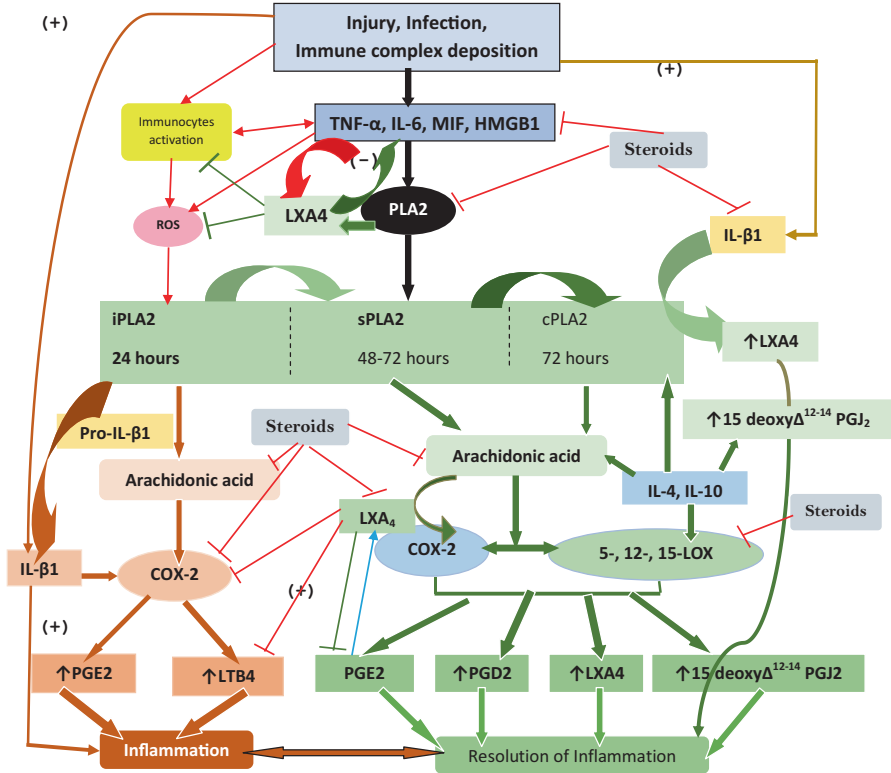 (+)
Injury, Infection,
Immune complex deposition
(+)
Immunocytes
activation
TNF-α, IL-6, MIF, HMGB1
Steroids
(−)
LXA4
PLA2
ROS
IL-β1
iPLA2
sPLA2
cPLA2
24 hours
48-72 hours
72 hours
↑LXA4
Pro-IL-β1
Steroids
↑15 deoxyΔ¹²⁻¹⁴ PGJ₂
Arachidonic acid
Arachidonic acid
IL-4, IL-10
LXA₄
Steroids
IL-β1
COX-2
COX-2
5-, 12-, 15-LOX
(+)
(+)
↑PGE2
↑LTB4
PGE2
↑PGD2
↑LXA4
↑15 deoxyΔ¹²⁻¹⁴ PGJ2
Inflammation
Resolution of Inflammation